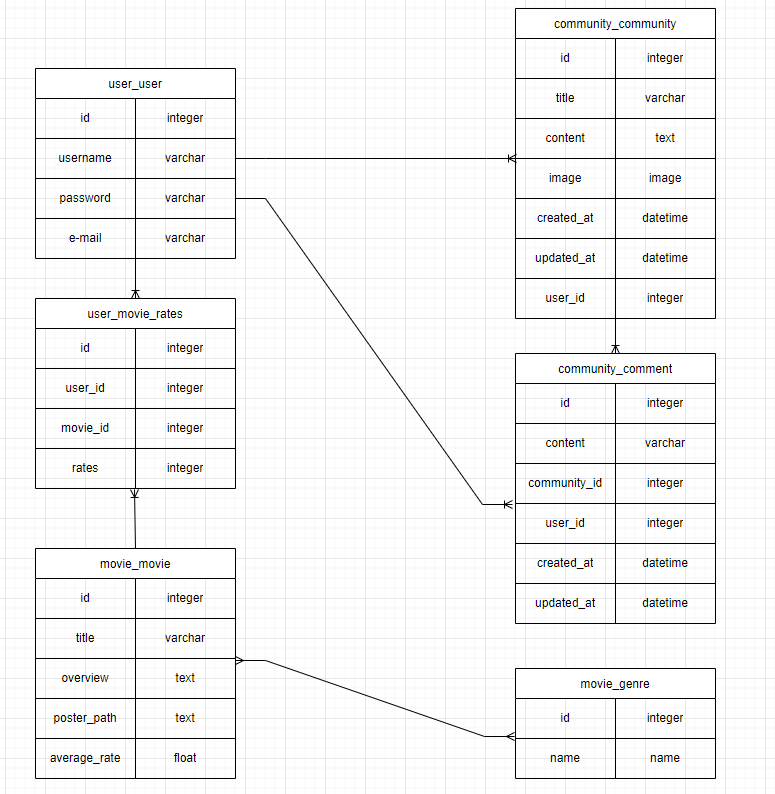 user_user
id integer
username varchar
password varchar
e-mail varchar
user_movie_rates
id integer
user_id integer
movie_id integer
rates integer
movie_movie
id integer
title varchar
overview text
poster_path text
average_rate float
community_community
id integer
title varchar
content text
image image
created_at datetime
updated_at datetime
user_id integer
community_comment
id integer
content varchar
community_id integer
user_id integer
created_at datetime
updated_at datetime
movie_genre
id integer
name name